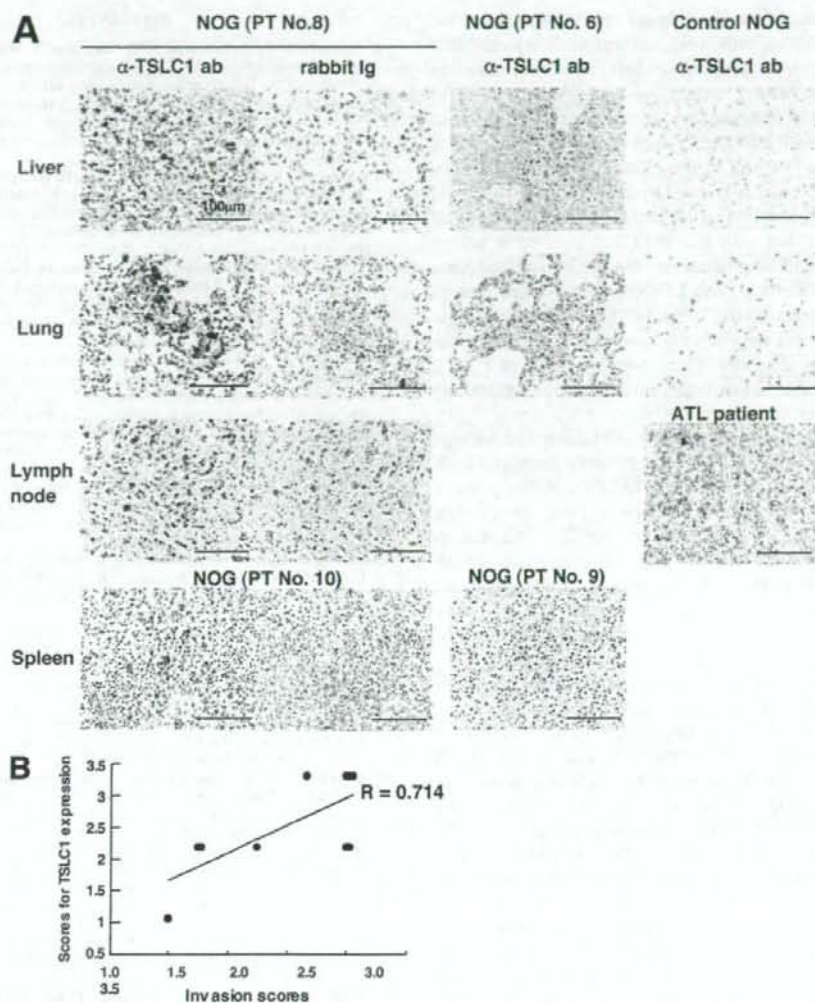 A
NOG (PT No.8)
NOG (PT No. 6)
Control NOG
α-TSLC1 ab
rabbit Ig
α-TSLC1 ab
α-TSLC1 ab
Liver
100μm
Lung
ATL patient
Lymph
node
NOG (PT No. 10)
NOG (PT No. 9)
Spleen
B
Scores for TSLC1 expression
3.5
3
2.5
2
1.5
1
0.5
R = 0.714
1.0
1.5
2.0
2.5
3.0
3.5
Invasion scores